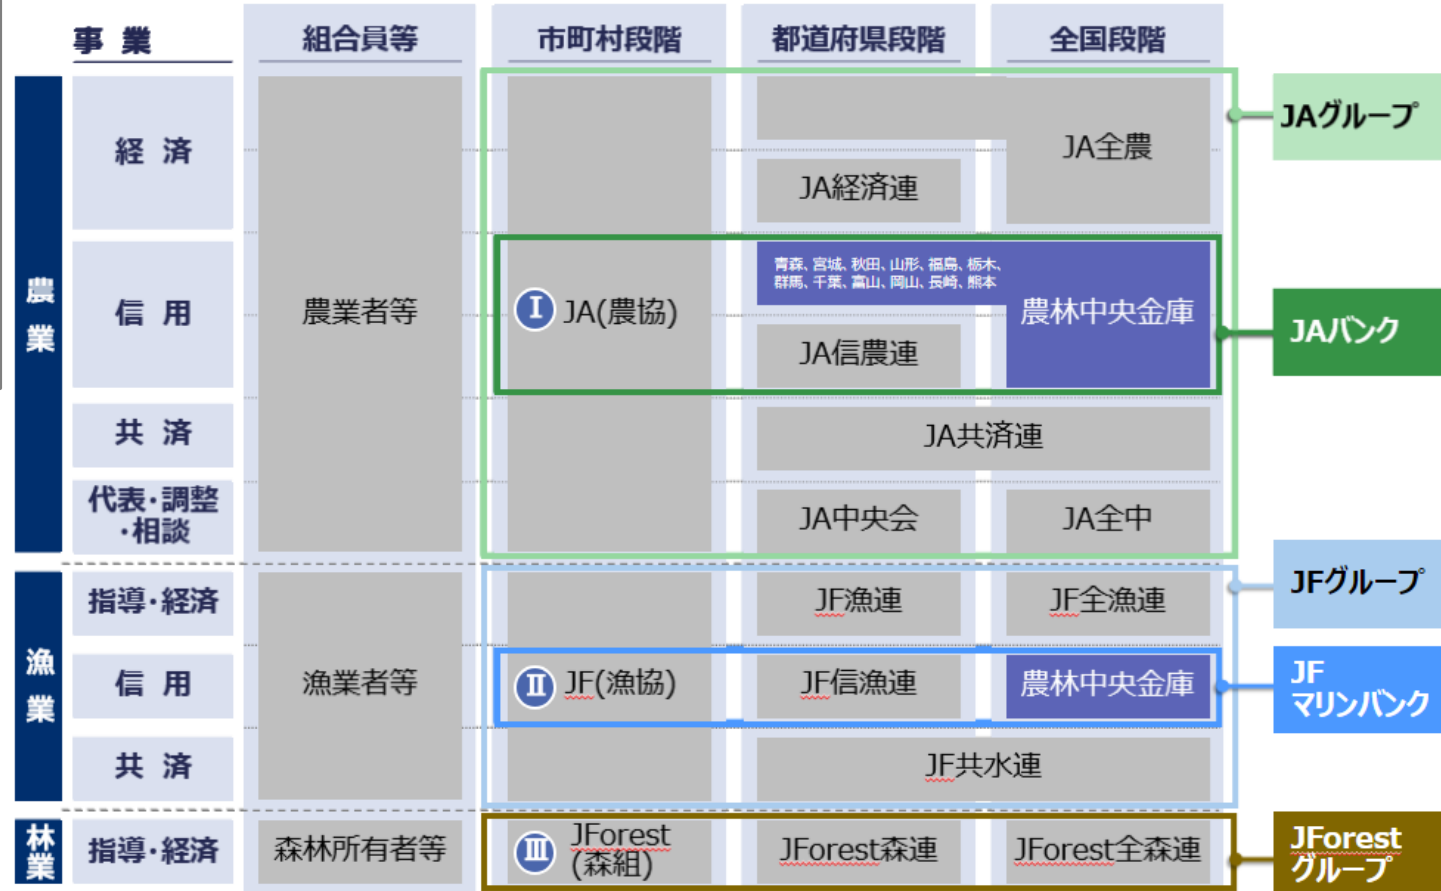 事 業
組合員等
市町村段階
都道府県段階
全国段階
農業
経 済
農業者等
JA全農
JA経済連
JAグループ
信 用
Ⅰ JA(農協)
青森、宮城、秋田、山形、福島、栃木、
群馬、千葉、富山、岡山、長崎、熊本
農林中央金庫
JA信農連
JAバンク
共 済
JA共済連
代表・調整
・相談
JA中央会
JA全中
漁業
指導・経済
JF漁連
JF全漁連
JFグループ
信 用
漁業者等
Ⅱ JF(漁協)
JF信漁連
農林中央金庫
JF
マリンバンク
共 済
JF共水連
林業
指導・経済
森林所有者等
Ⅲ JForest
(森組)
JForest森連
JForest全森連
JForest
グループ